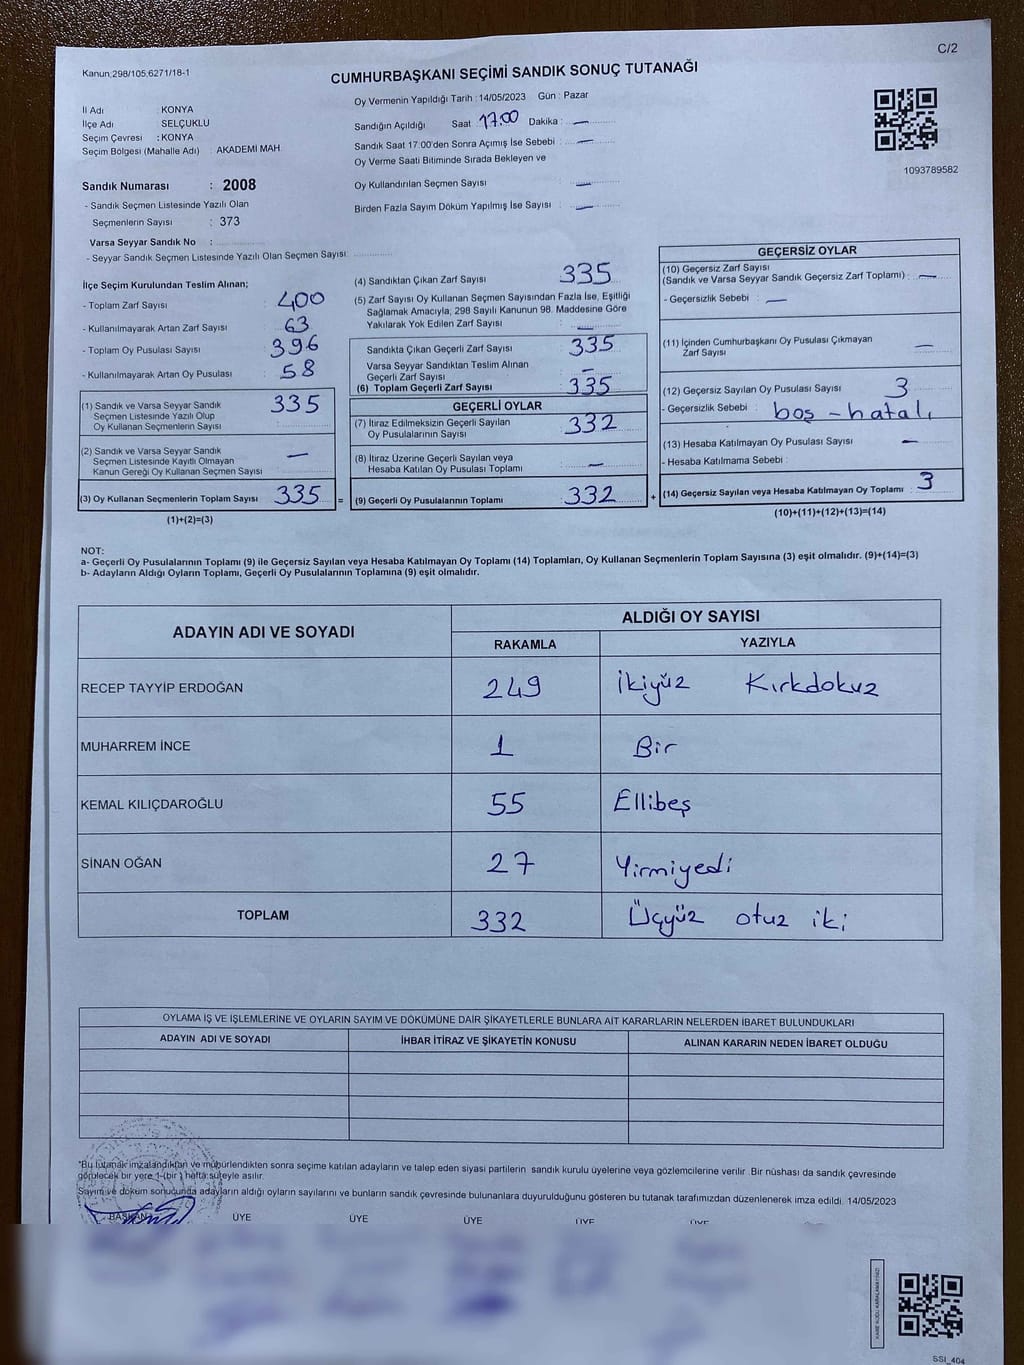 C/2
Kanun;298/105,6271/18-1
CUMHURBAŞKANI SEÇİMİ SANDIK SONUÇ TUTANAĞI
Oy Vermenin Yapıldığı Tarih : 14/05/2023 Gün : Pazar
İl Adı : KONYA
İlçe Adı : SELÇUKLU
Seçim Çevresi : KONYA
Seçim Bölgesi (Mahalle Adı) : AKADEMİ MAH
Sandığın Açıldığı Saat 17.00 Dakika : —
Sandık Saat 17:00'den Sonra Açımış İse Sebebi : —
Oy Verme Saati Bitiminde Sırada Bekleyen ve
Oy Kullandırılan Seçmen Sayısı : —
Birden Fazla Sayım Döküm Yapılmış İse Sayısı : —
1093789582
Sandık Numarası : 2008
- Sandık Seçmen Listesinde Yazılı Olan
Seçmenlerin Sayısı : 373
Varsa Seyyar Sandık No :
- Seyyar Sandık Seçmen Listesinde Yazılı Olan Seçmen Sayısı:
İlçe Seçim Kurulundan Teslim Alınan;
- Toplam Zarf Sayısı : 400
- Kullanılmayarak Artan Zarf Sayısı : 63
- Toplam Oy Pusulası Sayısı : 396
- Kullanılmayarak Artan Oy Pusulası : 58
(1) Sandık ve Varsa Seyyar Sandık
Seçmen Listesinde Yazılı Olup
Oy Kullanan Seçmenlerin Sayısı : 335
(2) Sandık ve Varsa Seyyar Sandık
Seçmen Listesinde Kayıtlı Olmayan
Kanun Gereği Oy Kullanan Seçmen Sayısı : —
(3) Oy Kullanan Seçmenlerin Toplam Sayısı : 335 =
(1)+(2)=(3)
(4) Sandıktan Çıkan Zarf Sayısı : 335
(5) Zarf Sayısı Oy Kullanan Seçmen Sayısından Fazla İse, Eşitliği
Sağlamak Amacıyla, 298 Sayılı Kanunun 98. Maddesine Göre
Yakılarak Yok Edilen Zarf Sayısı : —
Sandıkta Çıkan Geçerli Zarf Sayısı : 335
Varsa Seyyar Sandıktan Teslim Alınan
Geçerli Zarf Sayısı : —
(6) Toplam Geçerli Zarf Sayısı : 335
GEÇERLİ OYLAR
(7) İtiraz Edilmeksizin Geçerli Sayılan
Oy Pusulalarının Sayısı : 332
(8) İtiraz Üzerine Geçerli Sayılan veya
Hesaba Katılan Oy Pusulası Toplamı : —
(9) Geçerli Oy Pusulalarının Toplamı : 332 +
GEÇERSİZ OYLAR
(10) Geçersiz Zarf Sayısı
(Sandık ve Varsa Seyyar Sandık Geçersiz Zarf Toplamı) : —
- Geçersizlik Sebebi : —
(11) İçinden Cumhurbaşkanı Oy Pusulası Çıkmayan
Zarf Sayısı : —
(12) Geçersiz Sayılan Oy Pusulası Sayısı : 3
- Geçersizlik Sebebi : boş - hatalı
(13) Hesaba Katılmayan Oy Pusulası Sayısı : —
- Hesaba Katılmama Sebebi :
(14) Geçersiz Sayılan veya Hesaba Katılmayan Oy Toplamı : 3
(10)+(11)+(12)+(13)=(14)
NOT:
a- Geçerli Oy Pusulalarının Toplamı (9) ile Geçersiz Sayılan veya Hesaba Katılmayan Oy Toplamı (14) Toplamları, Oy Kullanan Seçmenlerin Toplam Sayısına (3) eşit olmalıdır. (9)+(14)=(3)
b- Adayların Aldığı Oyların Toplamı, Geçerli Oy Pusulalarının Toplamına (9) eşit olmalıdır.
ADAYIN ADI VE SOYADI ALDIĞI OY SAYISI
RAKAMLA YAZIYLA
RECEP TAYYİP ERDOĞAN 249 İkiyüz Kırkdokuz
MUHARREM İNCE 1 Bir
KEMAL KILIÇDAROĞLU 55 Ellibeş
SİNAN OĞAN 27 Yirmiyedi
TOPLAM 332 Üçyüz otuz iki
OYLAMA İŞ VE İŞLEMLERİNE VE OYLARIN SAYIM VE DÖKÜMÜNE DAİR ŞİKAYETLERLE BUNLARA AİT KARARLARIN NELERDEN İBARET BULUNDUKLARI
ADAYIN ADI VE SOYADI İHBAR İTİRAZ VE ŞİKAYETİN KONUSU ALINAN KARARIN NEDEN İBARET OLDUĞU
*Bu tutanak imzalandıktan ve mühürlendikten sonra seçime katılan adayların ve talep eden siyasi partilerin sandık kurulu üyelerine veya gözlemcilerine verilir. Bir nüshası da sandık çevresinde
görülecek bir yere 1-(bir) hafta süreyle asılır.
Sayım ve döküm sonucunda adayların aldığı oyların sayılarını ve bunların sandık çevresinde bulunanlara duyurulduğunu gösteren bu tutanak tarafımızdan düzenlenerek imza edildi. 14/05/2023
BAŞKAN ÜYE ÜYE ÜYE ÜYE ÜYE
SSİ_404